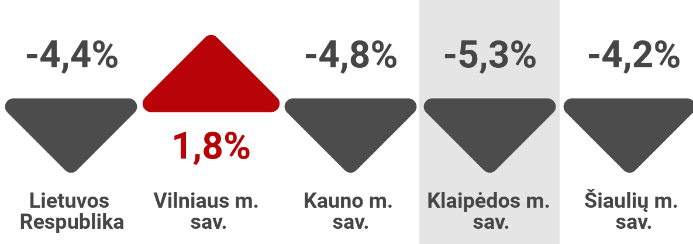 -4,4%
1,8%
-4,8%
-5,3%
-4,2%
Lietuvos
Respublika
Vilniaus m.
sav.
Kauno m.
sav.
Klaipėdos m.
sav.
Šiaulių m.
sav.